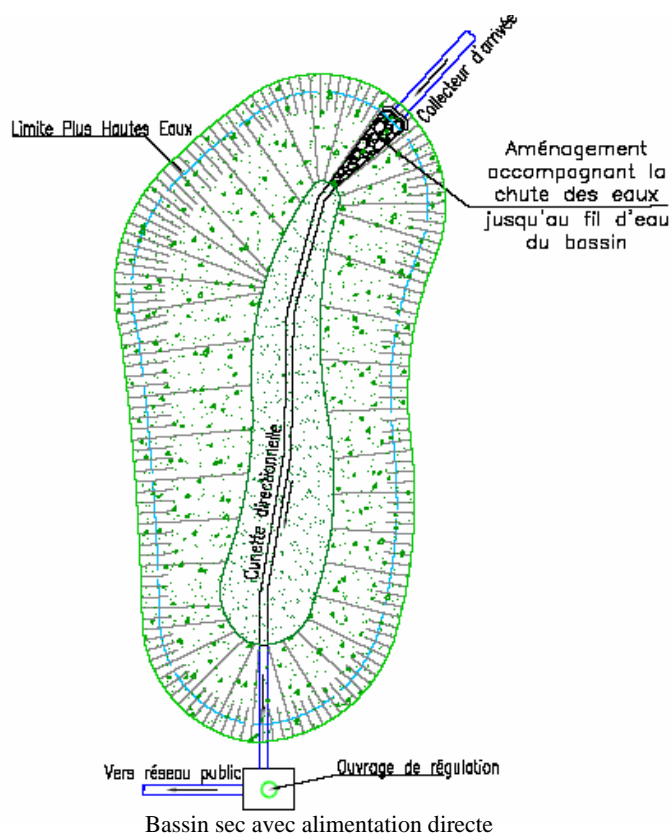 Collecteur d'arrivée
Limite Plus Hautes Eaux
Aménagement
accompagnant la
chute des eaux
jusqu'au fil d'eau
du bassin
Cunette directionnelle
Vers réseau public
Ouvrage de régulation
Bassin sec avec alimentation directe